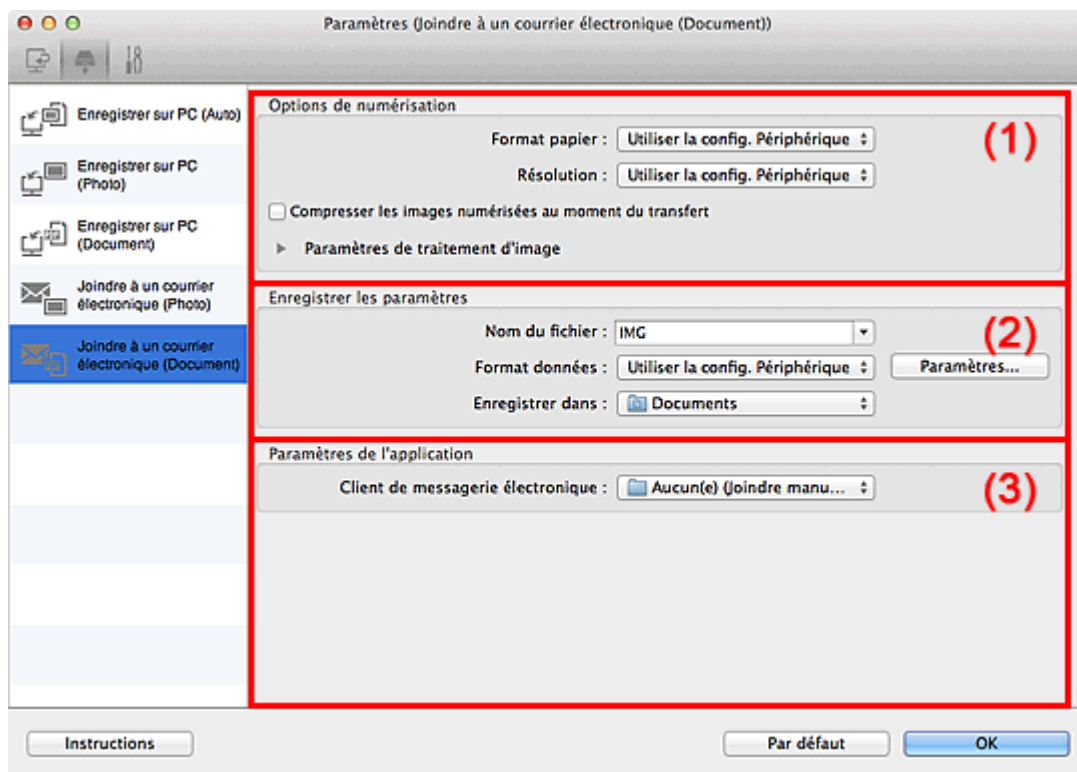 Paramètres (Joindre à un courrier électronique (Document))
Enregistrer sur PC (Auto)
Enregistrer sur PC
(Photo)
Enregistrer sur PC
(Document)
Joindre à un courrier
électronique (Photo)
Joindre à un courrier
électronique (Document)
Options de numérisation
(1)
Format papier : Utiliser la config. Périphérique
Résolution : Utiliser la config. Périphérique
Compresser les images numérisées au moment du transfert
Paramètres de traitement d'image
Enregistrer les paramètres
(2)
Nom du fichier : IMG
Format données : Utiliser la config. Périphérique Paramètres...
Enregistrer dans : Documents
Paramètres de l'application
Client de messagerie électronique : Aucun(e) (Joindre manu...
(3)
Instructions Par défaut OK